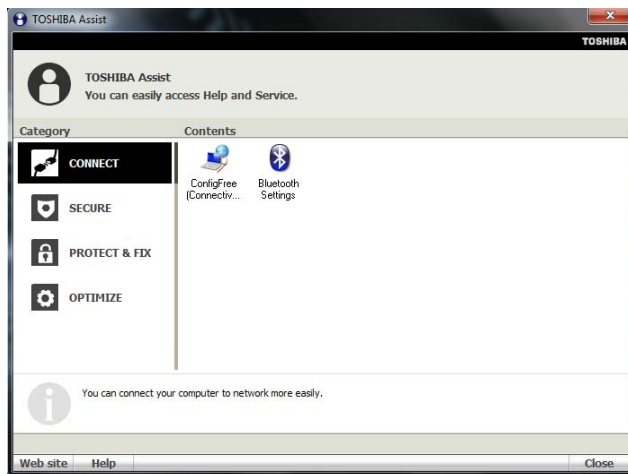 TOSHIBA Assist
TOSHIBA
TOSHIBA Assist
You can easily access Help and Service.
Category
Contents
CONNECT
SECURE
PROTECT & FIX
OPTIMIZE
ConfigFree
(Connectiv...
Bluetooth
Settings
You can connect your computer to network more easily.
Web site
Help
Close